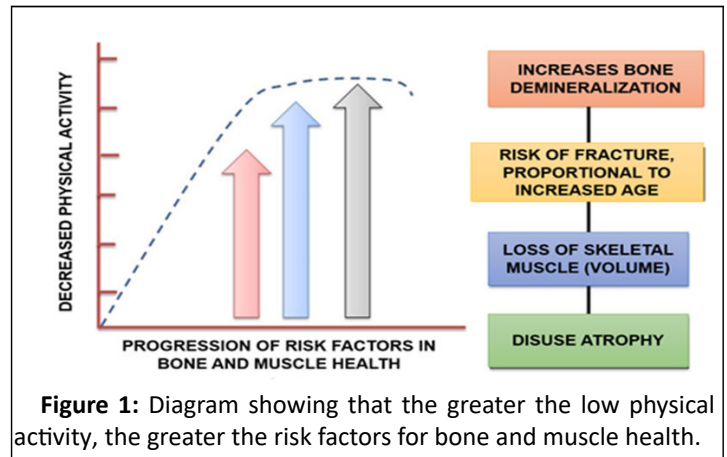 DECREASED PHYSICAL ACTIVITY
PROGRESSION OF RISK FACTORS IN
BONE AND MUSCLE HEALTH
INCREASES BONE
DEMINERALIZATION
RISK OF FRACTURE,
PROPORTIONAL TO
INCREASED AGE
LOSS OF SKELETAL
MUSCLE (VOLUME)
DISUSE ATROPHY
Figure 1: Diagram showing that the greater the low physical
activity, the greater the risk factors for bone and muscle health.